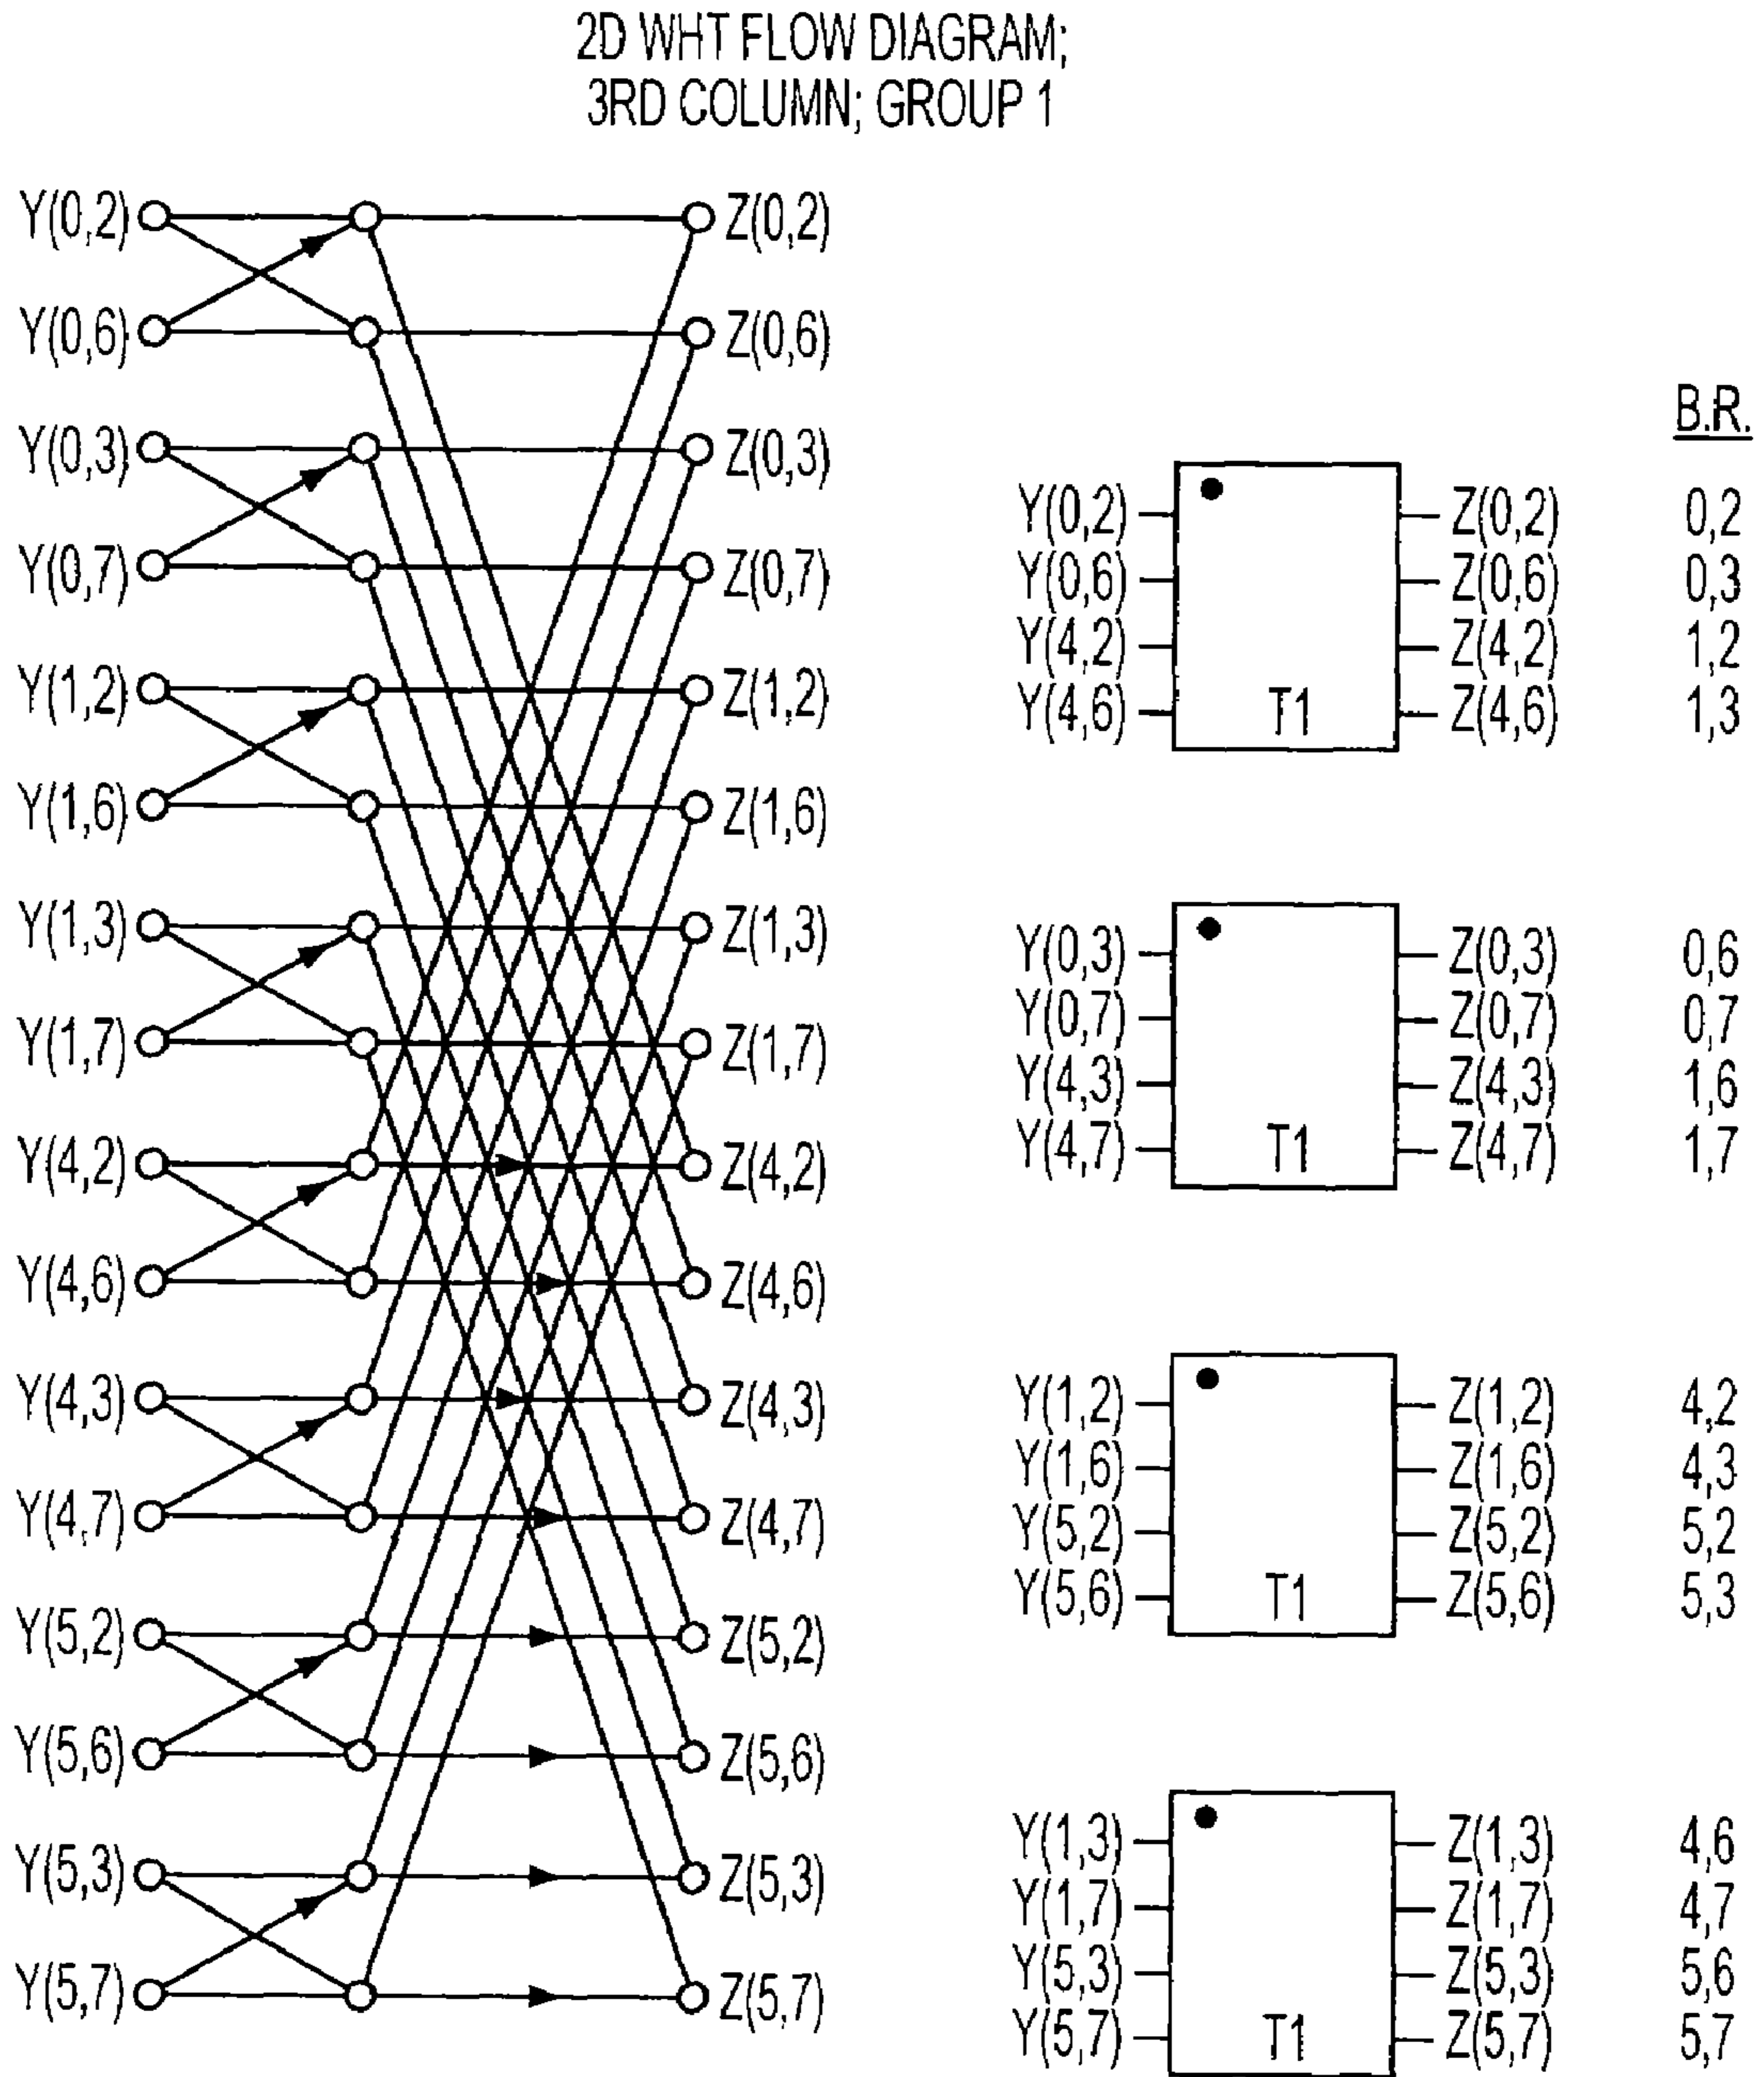 2D WHT FLOW DIAGRAM;
3RD COLUMN; GROUP 1
Y(0,2) Z(0,2)
Y(0,6) Z(0,6)
Y(0,3) Z(0,3)
Y(0,7) Z(0,7)
Y(1,2) Z(1,2)
Y(1,6) Z(1,6)
Y(1,3) Z(1,3)
Y(1,7) Z(1,7)
Y(4,2) Z(4,2)
Y(4,6) Z(4,6)
Y(4,3) Z(4,3)
Y(4,7) Z(4,7)
Y(5,2) Z(5,2)
Y(5,6) Z(5,6)
Y(5,3) Z(5,3)
Y(5,7) Z(5,7)
B.R.
Y(0,2) Z(0,2) 0,2
Y(0,6) Z(0,6) 0,3
Y(4,2) Z(4,2) 1,2
Y(4,6) T1 Z(4,6) 1,3
Y(0,3) Z(0,3) 0,6
Y(0,7) Z(0,7) 0,7
Y(4,3) Z(4,3) 1,6
Y(4,7) T1 Z(4,7) 1,7
Y(1,2) Z(1,2) 4,2
Y(1,6) Z(1,6) 4,3
Y(5,2) Z(5,2) 5,2
Y(5,6) T1 Z(5,6) 5,3
Y(1,3) Z(1,3) 4,6
Y(1,7) Z(1,7) 4,7
Y(5,3) Z(5,3) 5,6
Y(5,7) T1 Z(5,7) 5,7